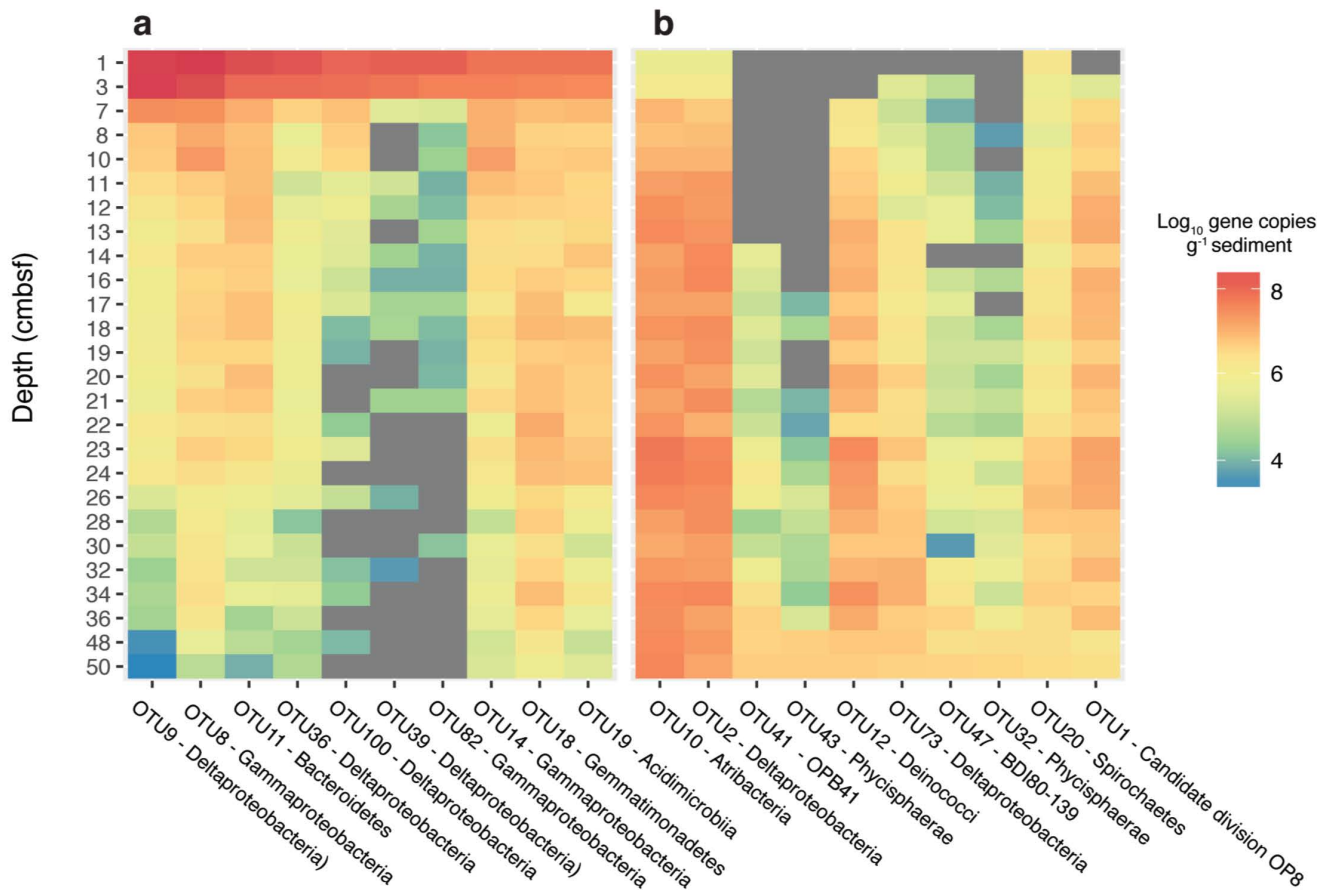 a
b
Depth (cmbsf)
1
3
7
8
10
11
12
13
14
16
17
18
19
20
21
22
23
24
26
28
30
32
34
36
48
50
OTU9 - Deltaproteobacteria)
OTU8 - Gammaproteobacteria
OTU11 - Bacteroidetes
OTU36 - Deltaproteobacteria
OTU100 - Deltaproteobacteria)
OTU39 - Deltaproteobacteria
OTU82 - Gammaproteobacteria
OTU14 - Gammaproteobacteria
OTU18 - Gemmatimonadetes
OTU19 - Acidimicrobiia
OTU10 - Atribacteria
OTU2 - Deltaproteobacteria
OTU41 - OPB41
OTU43 - Phycisphaerae
OTU12 - Deinococci
OTU73 - Deltaproteobacteria
OTU47 - BDI80-139
OTU32 - Phycisphaerae
OTU20 - Spirochaetes
OTU1 - Candidate division OP8
Log₁₀ gene copies
g⁻¹ sediment
8
6
4